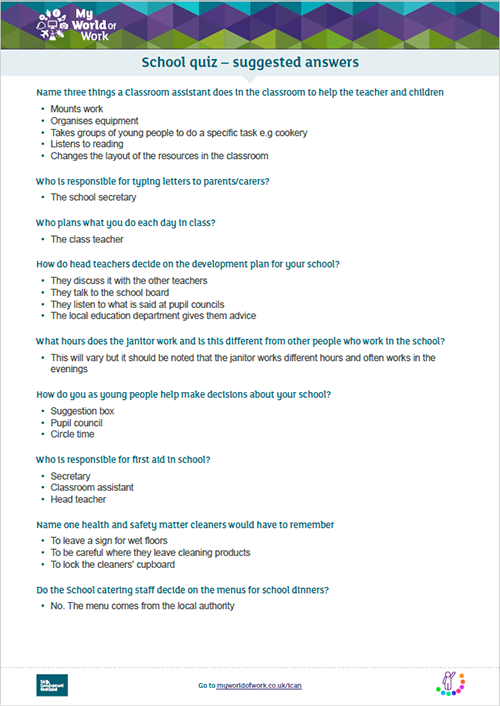 My
World Of
Work
School quiz – suggested answers
Name three things a Classroom assistant does in the classroom to help the teacher and children
• Mounts work
• Organises equipment
• Takes groups of young people to do a specific task e.g cookery
• Listens to reading
• Changes the layout of the resources in the classroom
Who is responsible for typing letters to parents/carers?
• The school secretary
Who plans what you do each day in class?
• The class teacher
How do head teachers decide on the development plan for your school?
• They discuss it with the other teachers
• They talk to the school board
• They listen to what is said at pupil councils
• The local education department gives them advice
What hours does the janitor work and is this different from other people who work in the school?
• This will vary but it should be noted that the janitor works different hours and often works in the
evenings
How do you as young people help make decisions about your school?
• Suggestion box
• Pupil council
• Circle time
Who is responsible for first aid in school?
• Secretary
• Classroom assistant
• Head teacher
Name one health and safety matter cleaners would have to remember
• To leave a sign for wet floors
• To be careful where they leave cleaning products
• To lock the cleaners' cupboard
Do the School catering staff decide on the menus for school dinners?
• No. The menu comes from the local authority
Go to myworldofwork.co.uk/ican